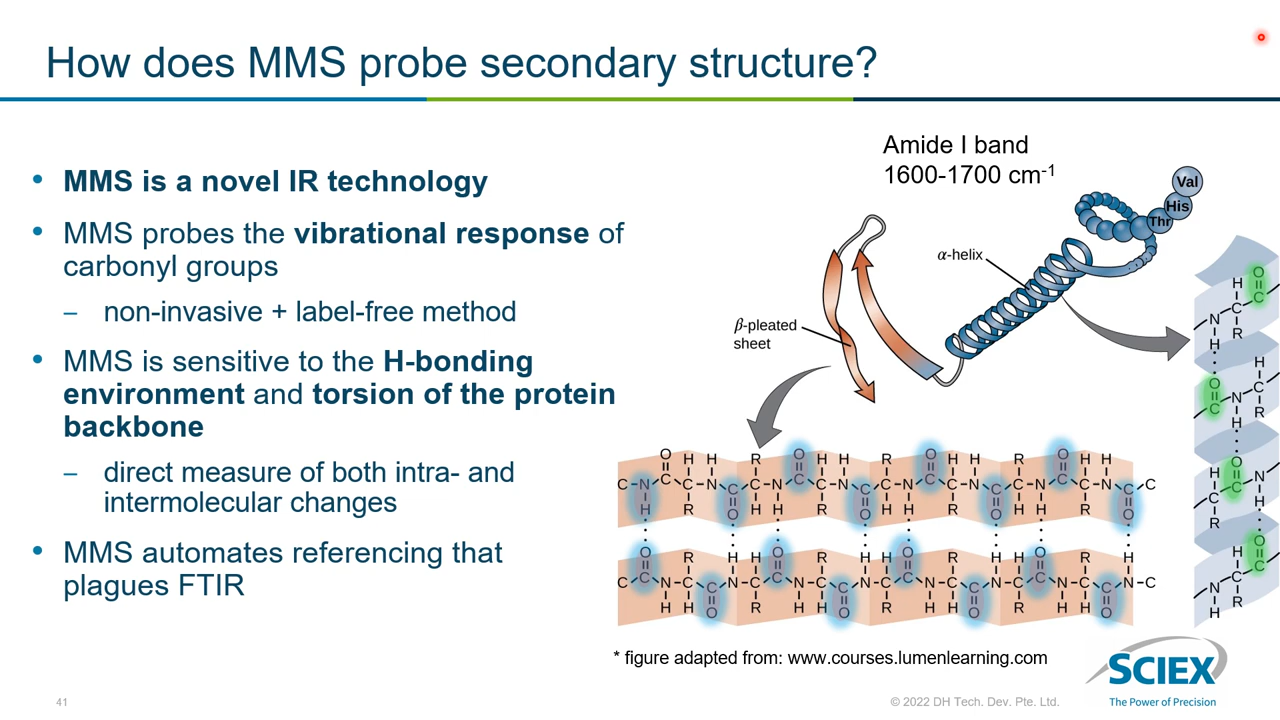 How does MMS probe secondary structure?
• MMS is a novel IR technology
• MMS probes the vibrational response of
carbonyl groups
– non-invasive + label-free method
• MMS is sensitive to the H-bonding
environment and torsion of the protein
backbone
– direct measure of both intra- and
intermolecular changes
• MMS automates referencing that
plagues FTIR
Amide I band
1600-1700 cm⁻¹
Val
His
Thr
α-helix
β-pleated
sheet
* figure adapted from: www.courses.lumenlearning.com
SCIEX
The Power of Precision
41
© 2022 DH Tech. Dev. Pte. Ltd.